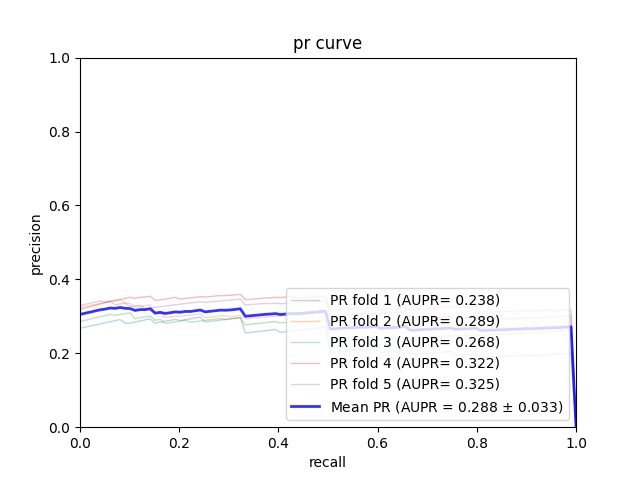 pr curve
1.0
0.8
0.6
0.4
0.2
0.0
precision
PR fold 1 (AUPR= 0.238)
PR fold 2 (AUPR= 0.289)
PR fold 3 (AUPR= 0.268)
PR fold 4 (AUPR= 0.322)
PR fold 5 (AUPR= 0.325)
Mean PR (AUPR = 0.288 ± 0.033)
0.0 0.2 0.4 0.6 0.8 1.0
recall